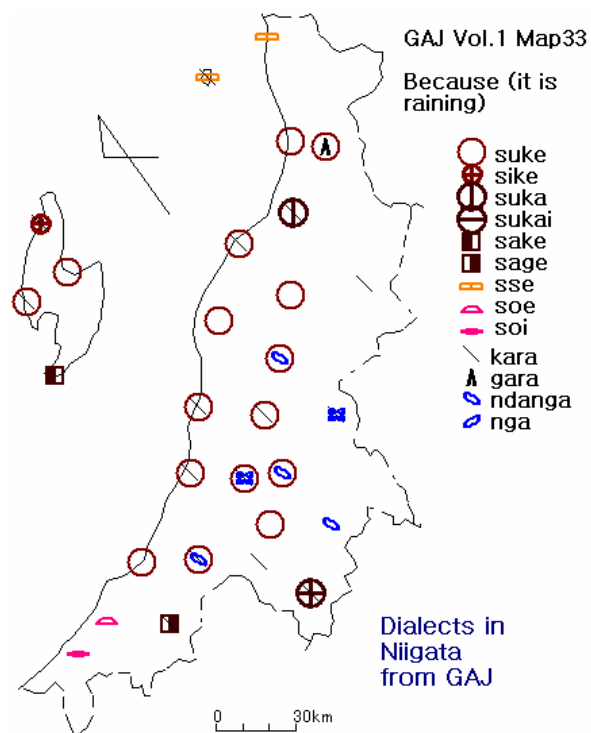 GAJ Vol.1 Map33
Because (it is
raining)
suke
sike
suka
sukai
sake
sage
sse
soe
soi
kara
gara
ndanga
nga
Dialects in
Niigata
from GAJ
0 30km